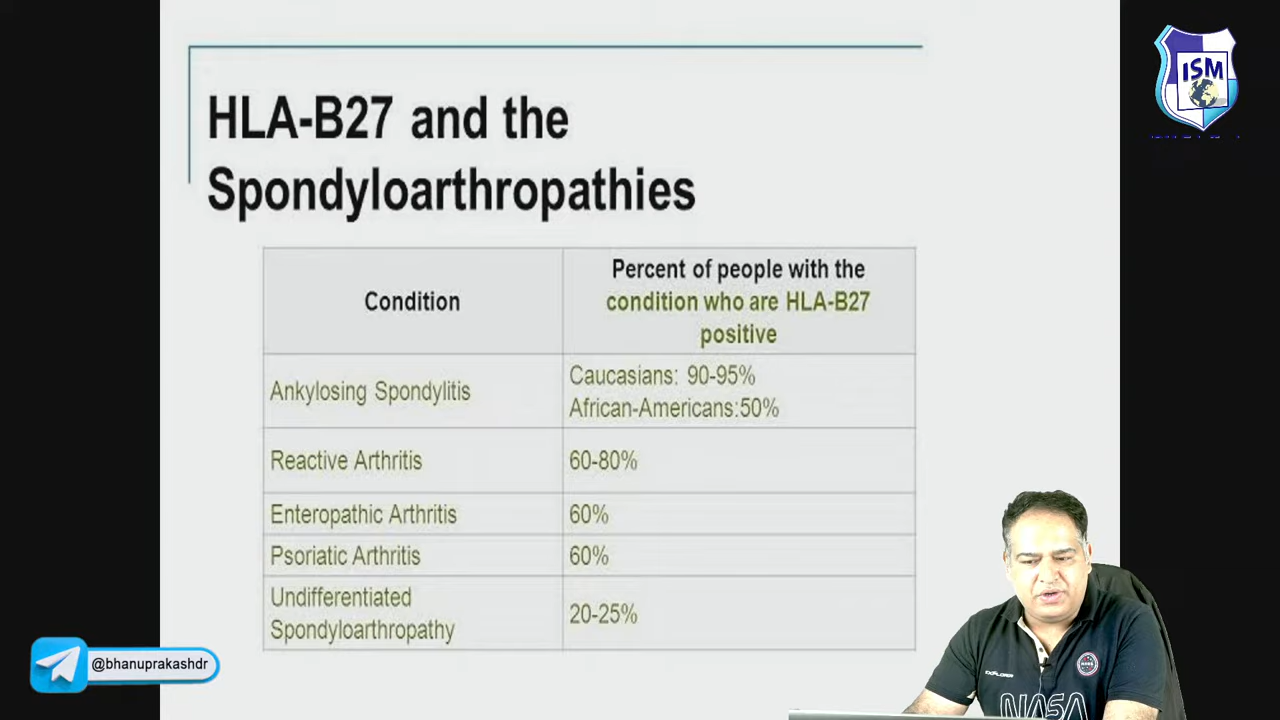 ISM
HLA-B27 and the
Spondyloarthropathies
Condition
Percent of people with the
condition who are HLA-B27
positive
Ankylosing Spondylitis
Caucasians: 90-95%
African-Americans:50%
Reactive Arthritis
60-80%
Enteropathic Arthritis
60%
Psoriatic Arthritis
60%
Undifferentiated
Spondyloarthropathy
20-25%
@bhanuprakashdr
EXPLORER
NASA